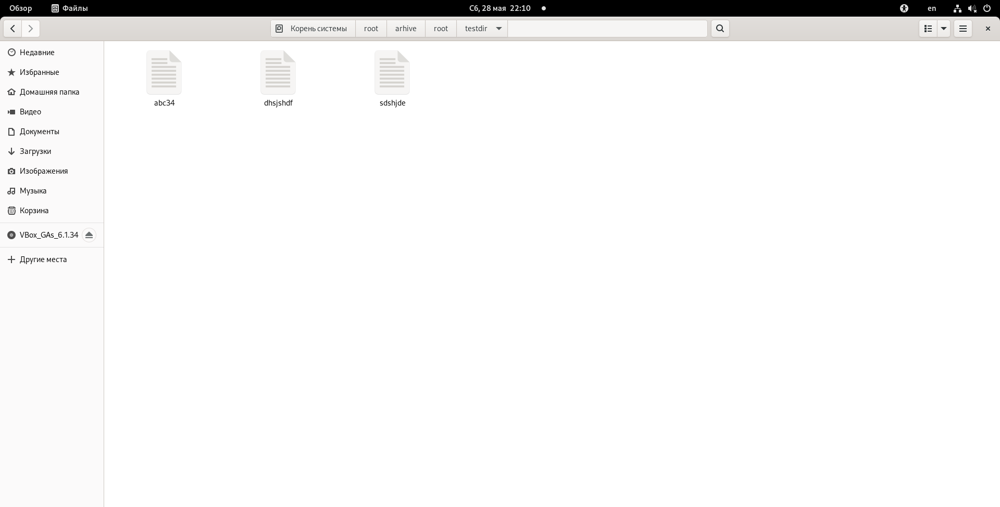 Обзор Файлы Сб, 28 мая 22:10 en
Корень системы root arhive root testdir
Недавние
Избранные
Домашняя папка
Видео
Документы
Загрузки
Изображения
Музыка
Корзина
VBox_GAs_6.1.34
Другие места
abc34 dhsjshdf sdshjde